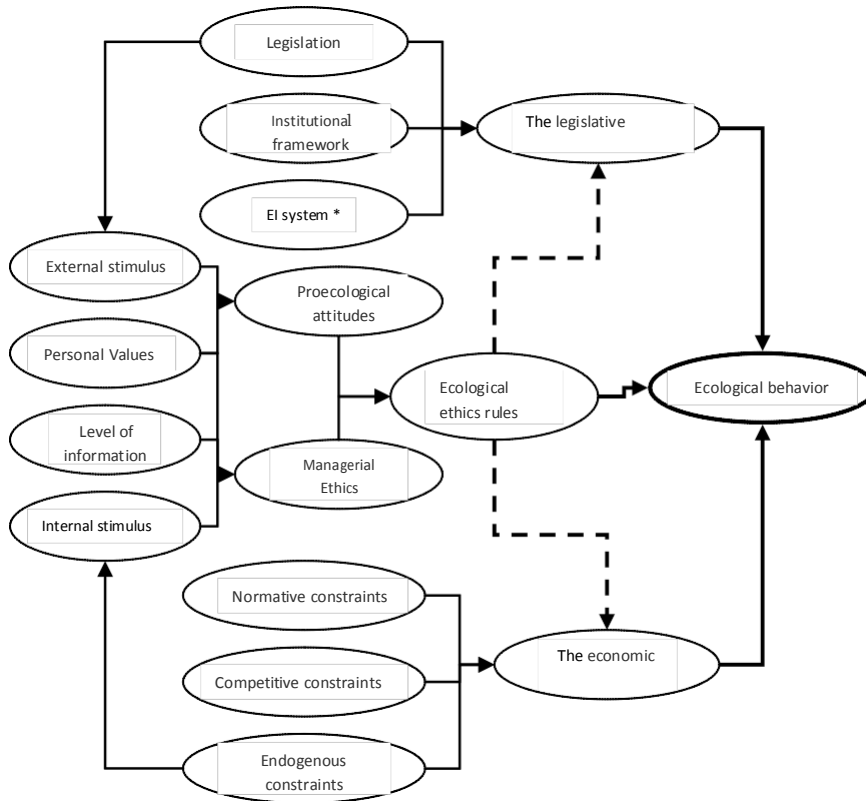 Legislation
Institutional
framework
The legislative
EI system *
External stimulus
Proecological
attitudes
Personal Values
Ecological
ethics rules
Ecological behavior
Level of
information
Managerial
Ethics
Internal stimulus
Normative constraints
The economic
Competitive constraints
Endogenous
constraints